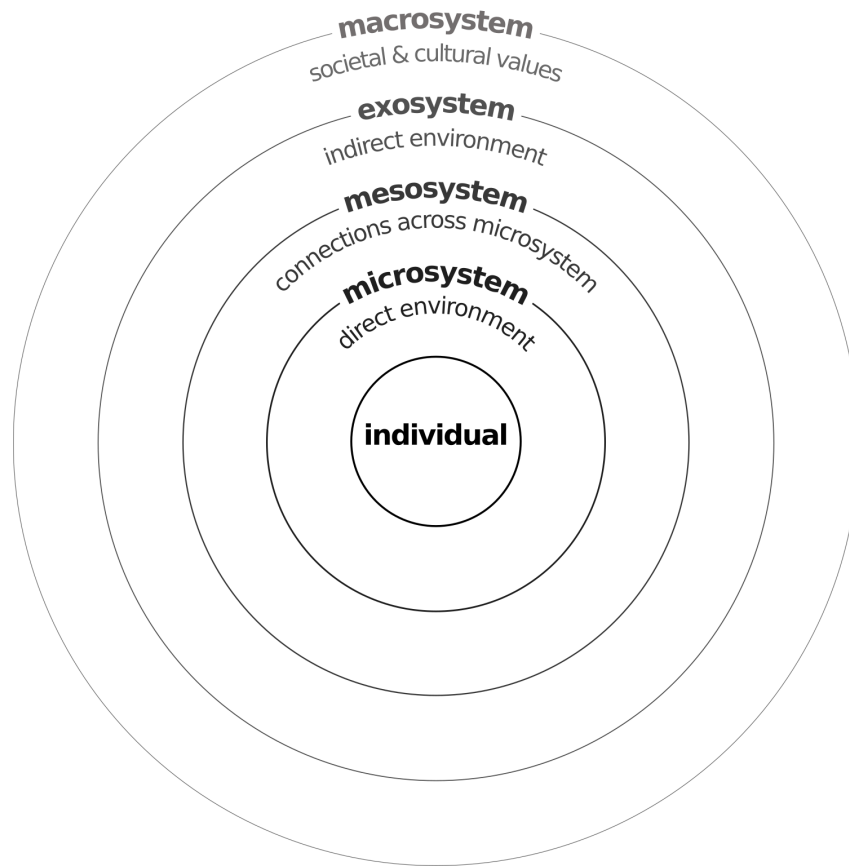 macrosystem
societal & cultural values
exosystem
indirect environment
mesosystem
connections across microsystem
microsystem
direct environment
individual